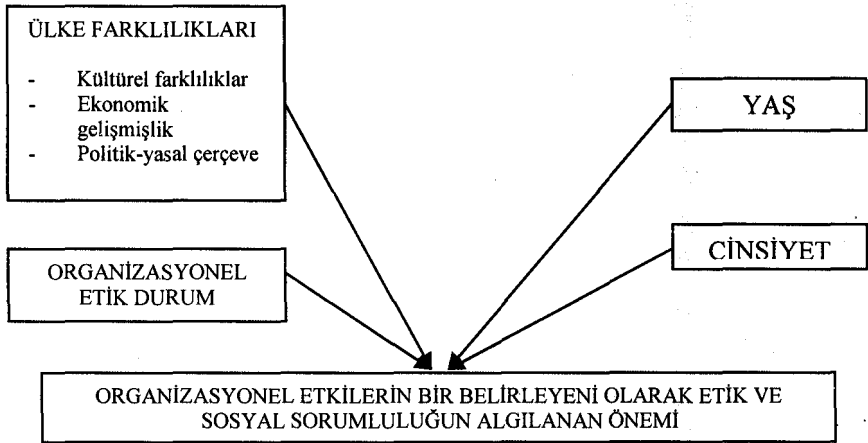 ÜLKE FARKLILIKLARI
- Kültürel farklılıklar
- Ekonomik
gelişmişlik
- Politik-yasal çerçeve
ORGANİZASYONEL
ETİK DURUM
YAŞ
CİNSİYET
ORGANİZASYONEL ETKİLERİN BİR BELİRLEYENİ OLARAK ETİK VE
SOSYAL SORUMLULUĞUN ALGILANAN ÖNEMİ